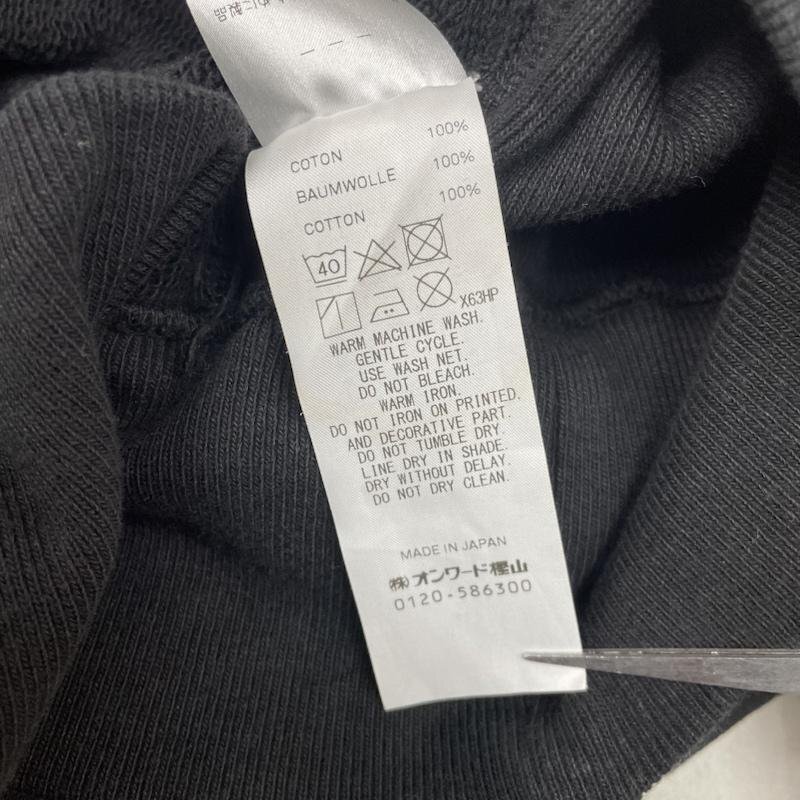 COTON 100%
BAUMWOLLE 100%
COTTON 100%
40
X63HP
WARM MACHINE WASH.
GENTLE CYCLE.
USE WASH NET.
DO NOT BLEACH.
WARM IRON.
DO NOT IRON ON PRINTED.
AND DECORATIVE PART.
DO NOT TUMBLE DRY.
LINE DRY IN SHADE.
DRY WITHOUT DELAY.
DO NOT DRY CLEAN.
MADE IN JAPAN
(株)オンワード樫山
0120-586300